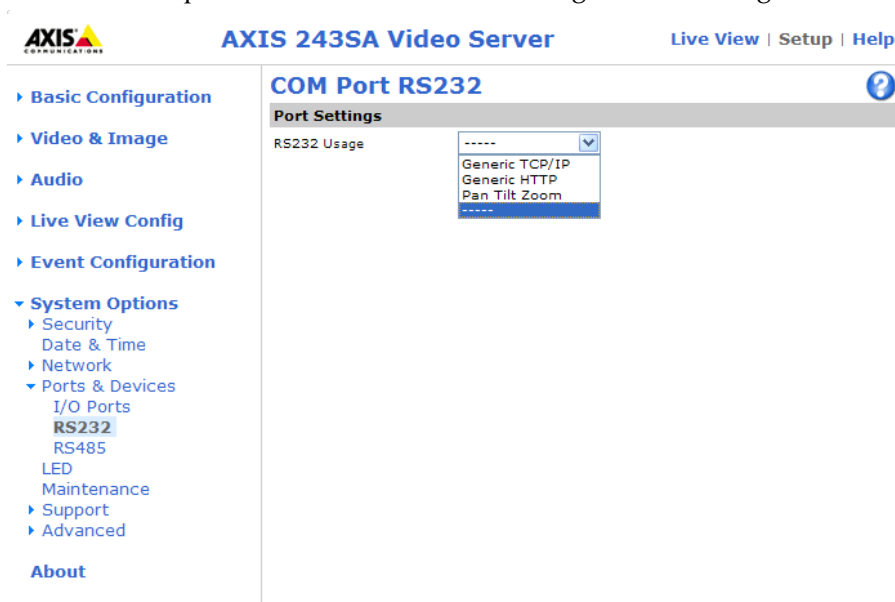 AXIS
COMMUNICATIONS
AXIS 243SA Video Server
Live View | Setup | Help
Basic Configuration
Video & Image
Audio
Live View Config
Event Configuration
System Options
Security
Date & Time
Network
Ports & Devices
I/O Ports
RS232
RS485
LED
Maintenance
Support
Advanced
About
COM Port RS232
?
Port Settings
RS232 Usage
-----
Generic TCP/IP
Generic HTTP
Pan Tilt Zoom
-----